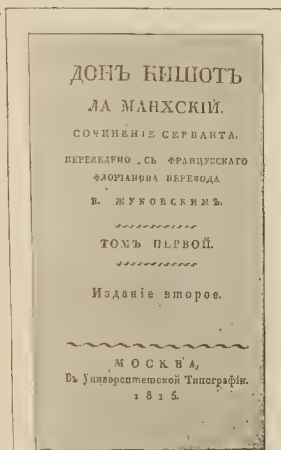 ДОНЪ КИШОТЪ
ЛА МАНХСКІЙ.
СОЧИНЕНІЕ СЕРВАНТА.
ПЕРЕВЕДЕНО СЪ ФРАНЦУССКАГО
ФЛОРІАНОВА ПЕРЕВОДА
В. ЖУКОВСКИМЪ.
ТОМЪ ПЕРВОЙ.
Изданіе второе.
МОСКВА,
Въ Университетской Типографіи.
1815.